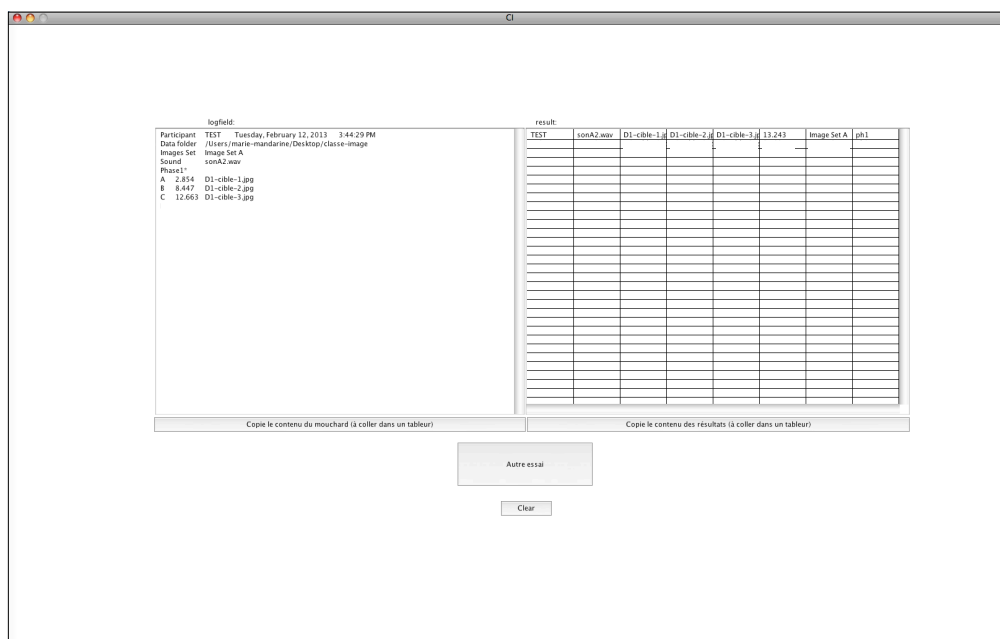 CI
logfield:
Participant TEST Tuesday, February 12, 2013 3:44:29 PM
Data folder /Users/marie-mandarine/Desktop/classe-image
Images Set Image Set A
Sound sonA2.wav
Phase1*
A 2.854 D1-cible-1.jpg
B 8.447 D1-cible-2.jpg
C 12.663 D1-cible-3.jpg
result:
TEST sonA2.wav D1-cible-1.jp D1-cible-2.jp D1-cible-3.jp 13.243 Image Set A ph1
Copie le contenu du mouchard (à coller dans un tableur)
Copie le contenu des résultats (à coller dans un tableur)
Autre essai
Clear